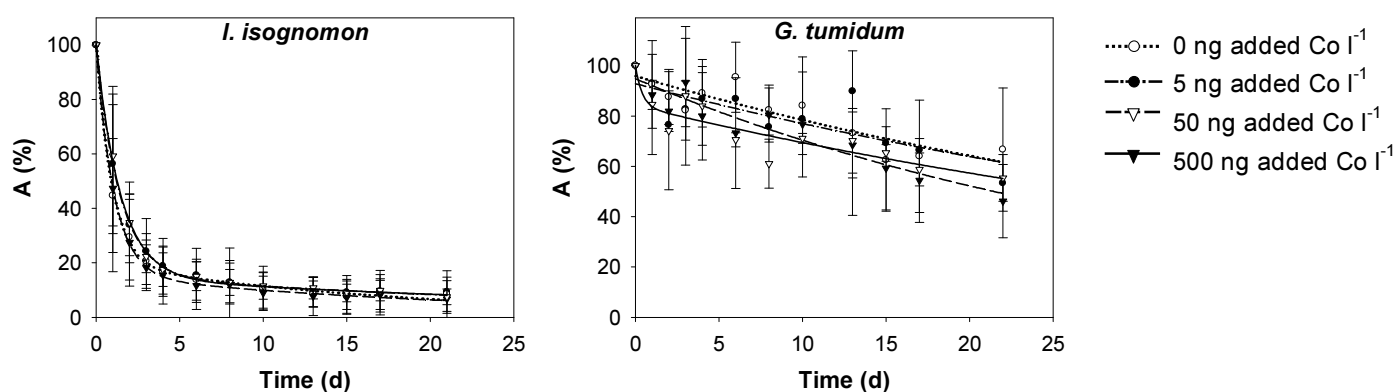 I. isognomon
100
80
60
40
20
0
A (%)
0 5 10 15 20 25
Time (d)
G. tumidum
100
80
60
40
20
0
A (%)
0 5 10 15 20 25
Time (d)
0 ng added Co l⁻¹
5 ng added Co l⁻¹
50 ng added Co l⁻¹
500 ng added Co l⁻¹